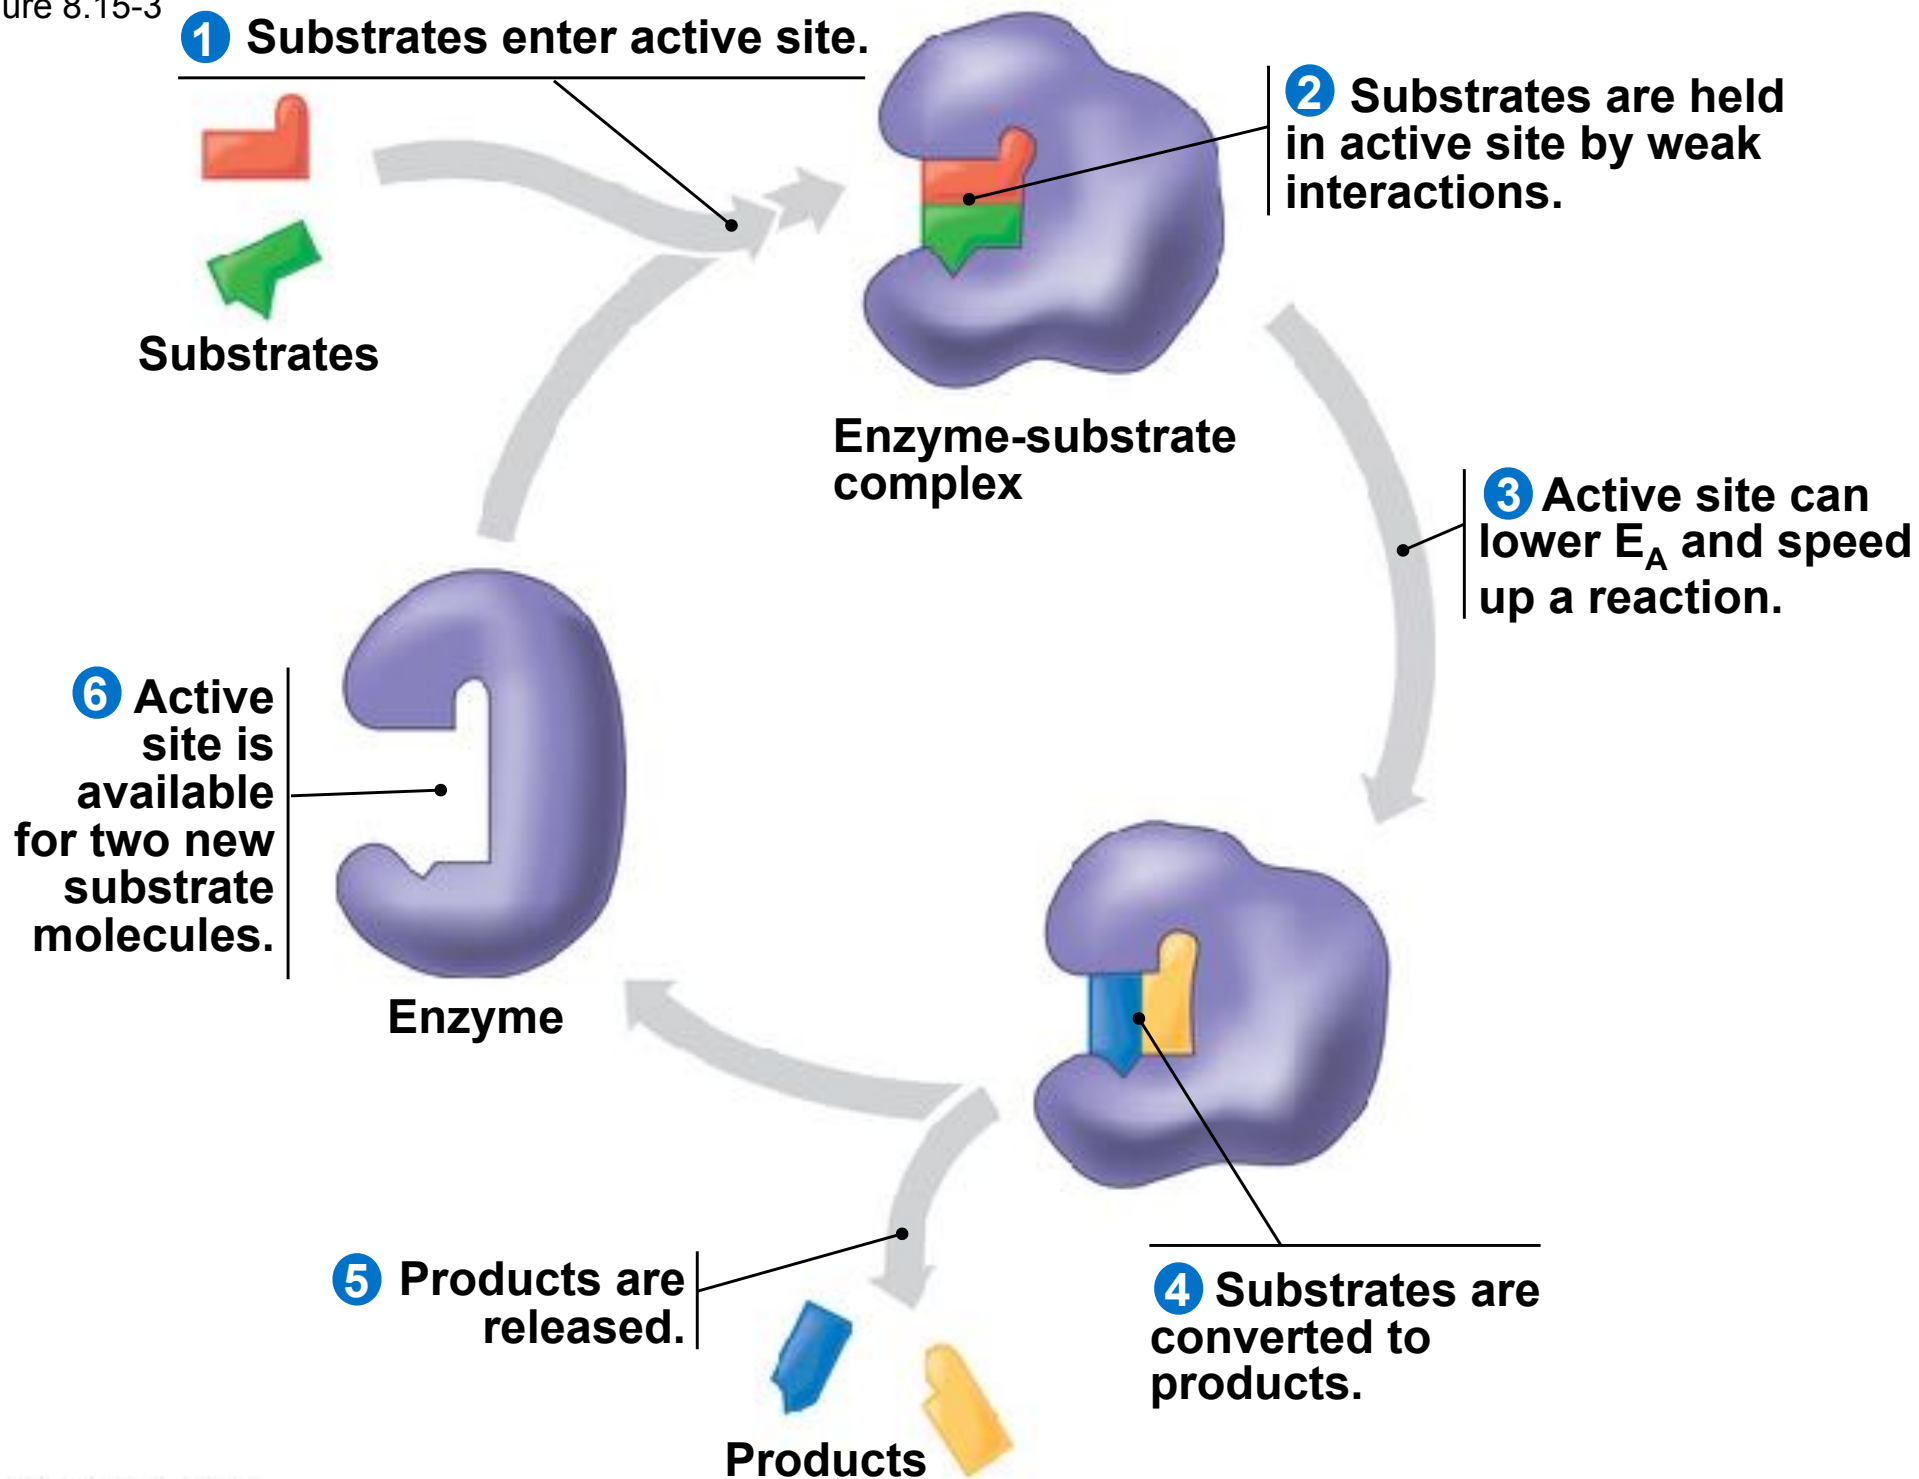 ure 8.15-3
1 Substrates enter active site.
2 Substrates are held
in active site by weak
interactions.
Substrates
Enzyme-substrate
complex
3 Active site can
lower EA and speed
up a reaction.
6 Active
site is
available
for two new
substrate
molecules.
Enzyme
5 Products are
released.
4 Substrates are
converted to
products.
Products